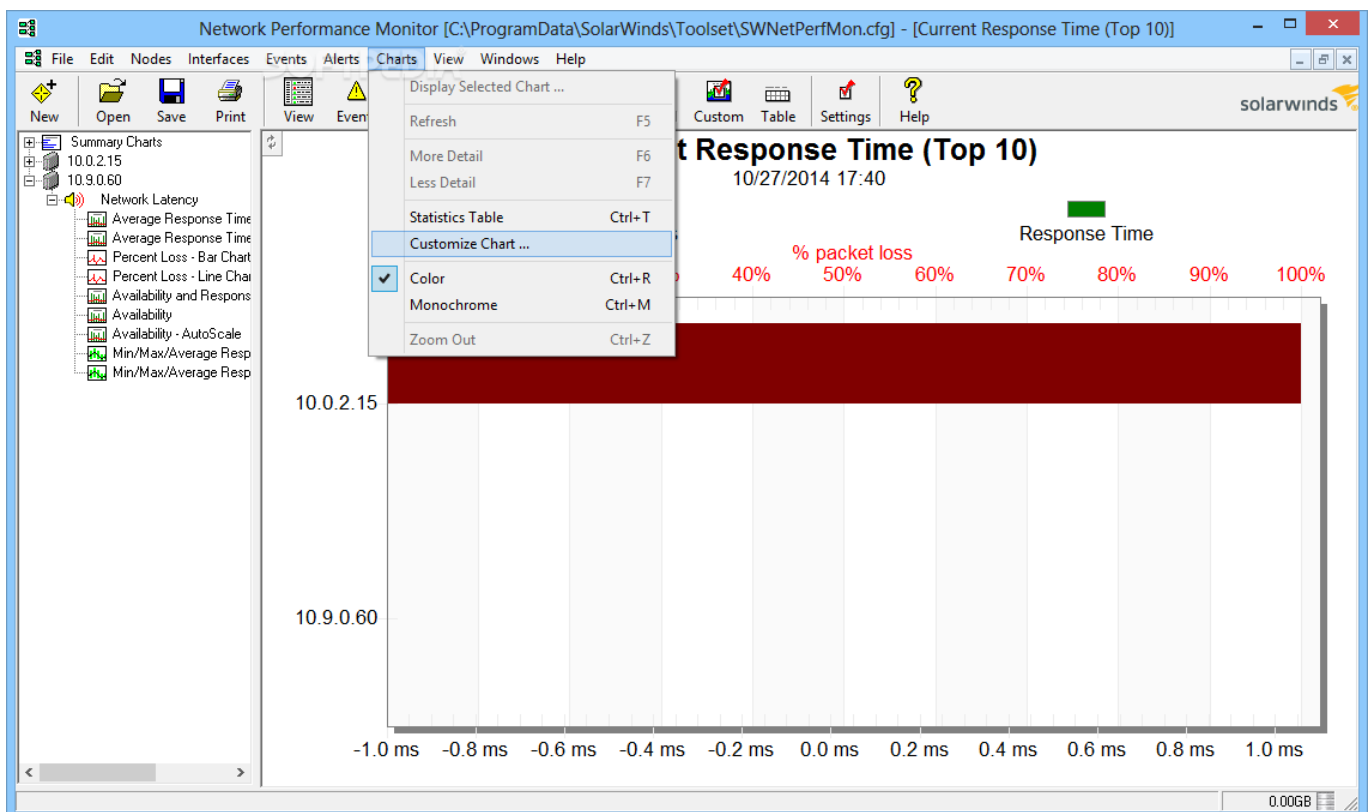 Network Performance Monitor [C:\ProgramData\SolarWinds\Toolset\SWNetPerfMon.cfg] - [Current Response Time (Top 10)]
File Edit Nodes Interfaces Events Alerts Charts View Windows Help
SOFTPEDIA
New Open Save Print View Custom Table Settings Help
solarwinds
Display Selected Chart ...
Refresh F5
More Detail F6
Less Detail F7
Statistics Table Ctrl+T
Customize Chart ...
Color Ctrl+R
Monochrome Ctrl+M
Zoom Out Ctrl+Z
Summary Charts
10.0.2.15
10.9.0.60
Network Latency
Average Response Time
Average Response Time
Percent Loss - Bar Chart
Percent Loss - Line Char
Availability and Respons
Availability
Availability - AutoScale
Min/Max/Average Resp
Min/Max/Average Resp
t Response Time (Top 10)
10/27/2014 17:40
Response Time
% packet loss
40% 50% 60% 70% 80% 90% 100%
10.0.2.15
10.9.0.60
-1.0 ms -0.8 ms -0.6 ms -0.4 ms -0.2 ms 0.0 ms 0.2 ms 0.4 ms 0.6 ms 0.8 ms 1.0 ms
0.00GB